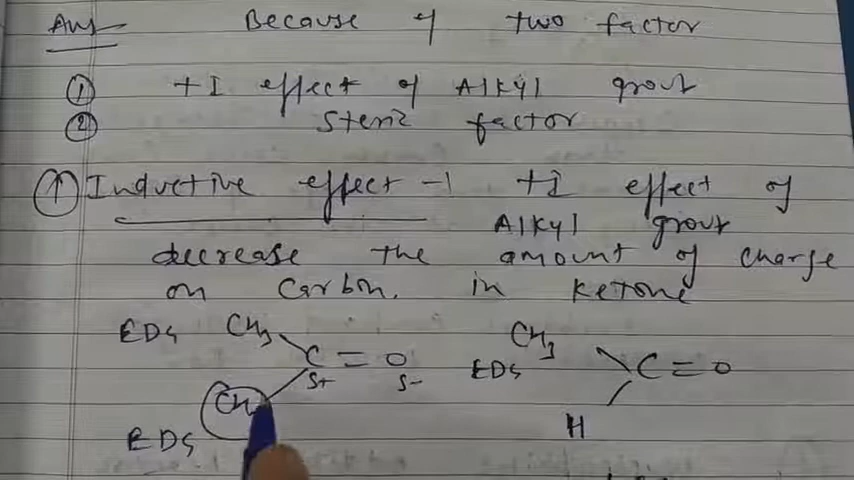 Ans Because of two factor
① +I effect of Alkyl group
② Steric factor
① Inductive effect - +I effect of
Alkyl group
decrease the amount of charge
on Carbon. in Ketone
EDG CH3 C = O CH3 EDG C = O
δ+ δ-
CH H
EDG